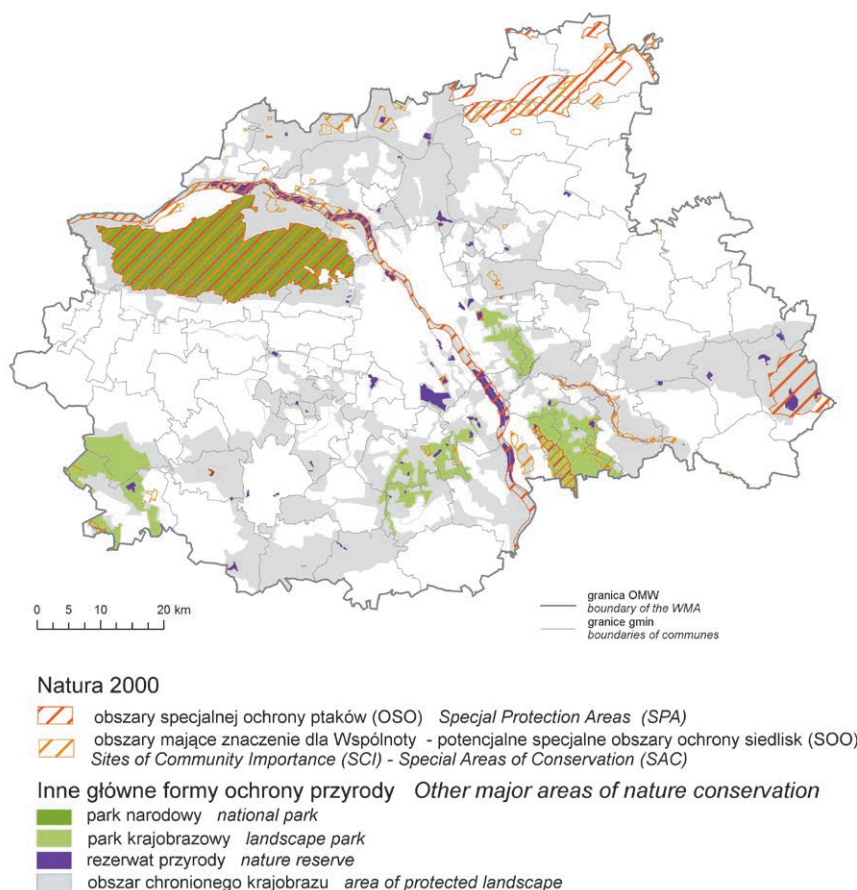 0 5 10 20 km
granica OMW
boundary of the WMA
granice gmin
boundaries of communes
Natura 2000
obszary specjalnej ochrony ptaków (OSO) Specjal Protection Areas (SPA)
obszary mające znaczenie dla Wspólnoty - potencjalne specjalne obszary ochrony siedlisk (SOO)
Sites of Community Importance (SCI) - Special Areas of Conservation (SAC)
Inne główne formy ochrony przyrody Other major areas of nature conservation
park narodowy national park
park krajobrazowy landscape park
rezerwat przyrody nature reserve
obszar chronionego krajobrazu area of protected landscape